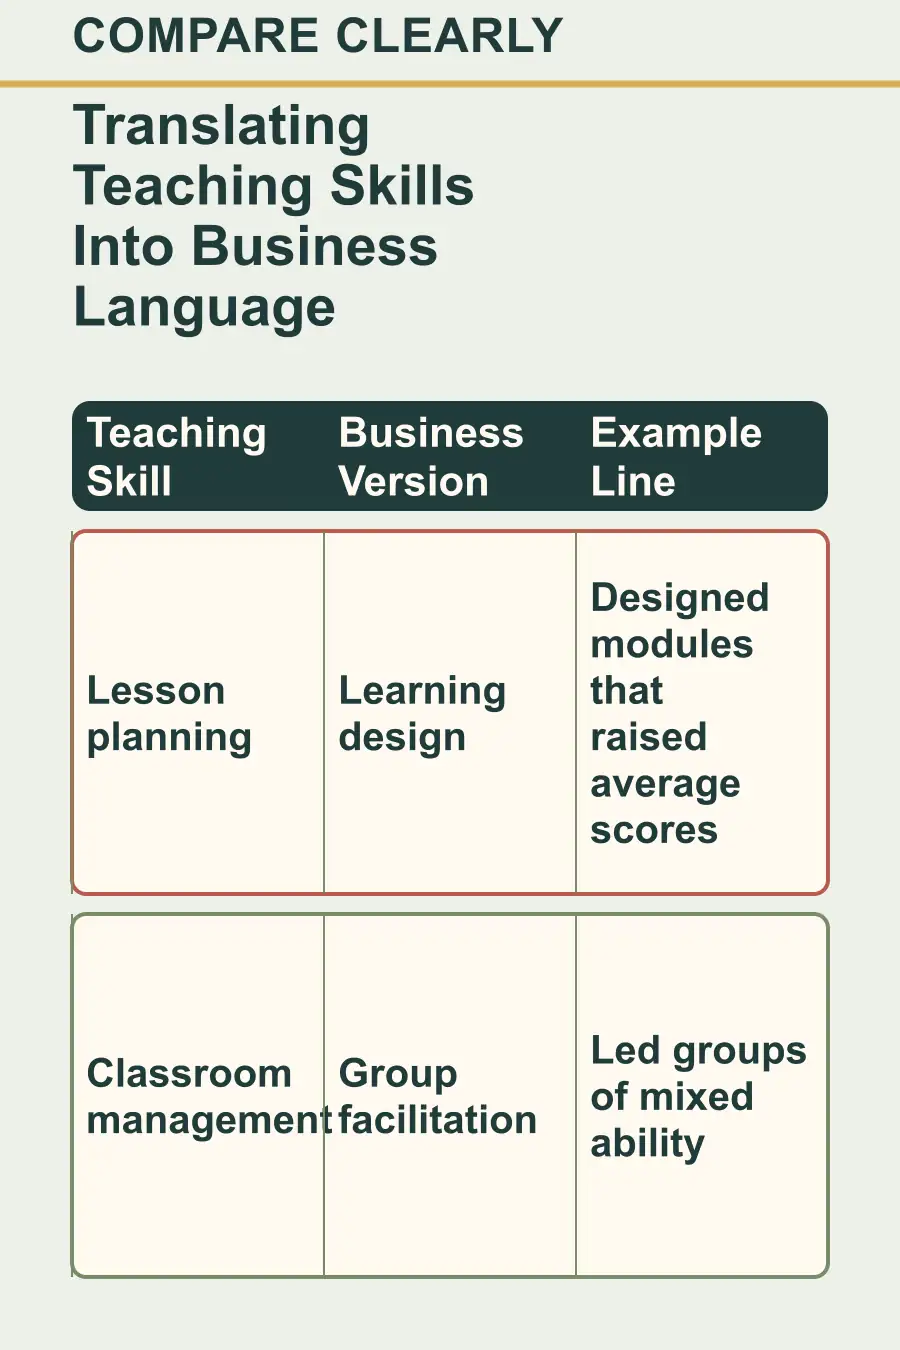 COMPARE CLEARLY
Translating
Teaching Skills
Into Business
Language
Teaching
Skill
Business
Version
Example
Line
Lesson
planning
Learning
design
Designed
modules
that
raised
average
scores
Classroom
management
Group
facilitation
Led groups
of mixed
ability